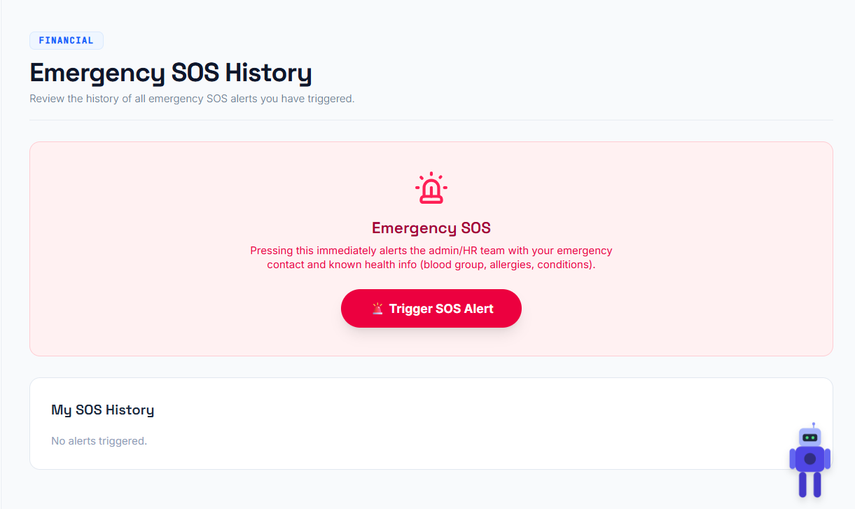 FINANCIAL
Emergency SOS History
Review the history of all emergency SOS alerts you have triggered.
Emergency SOS
Pressing this immediately alerts the admin/HR team with your emergency
contact and known health info (blood group, allergies, conditions).
🚨 Trigger SOS Alert
My SOS History
No alerts triggered.